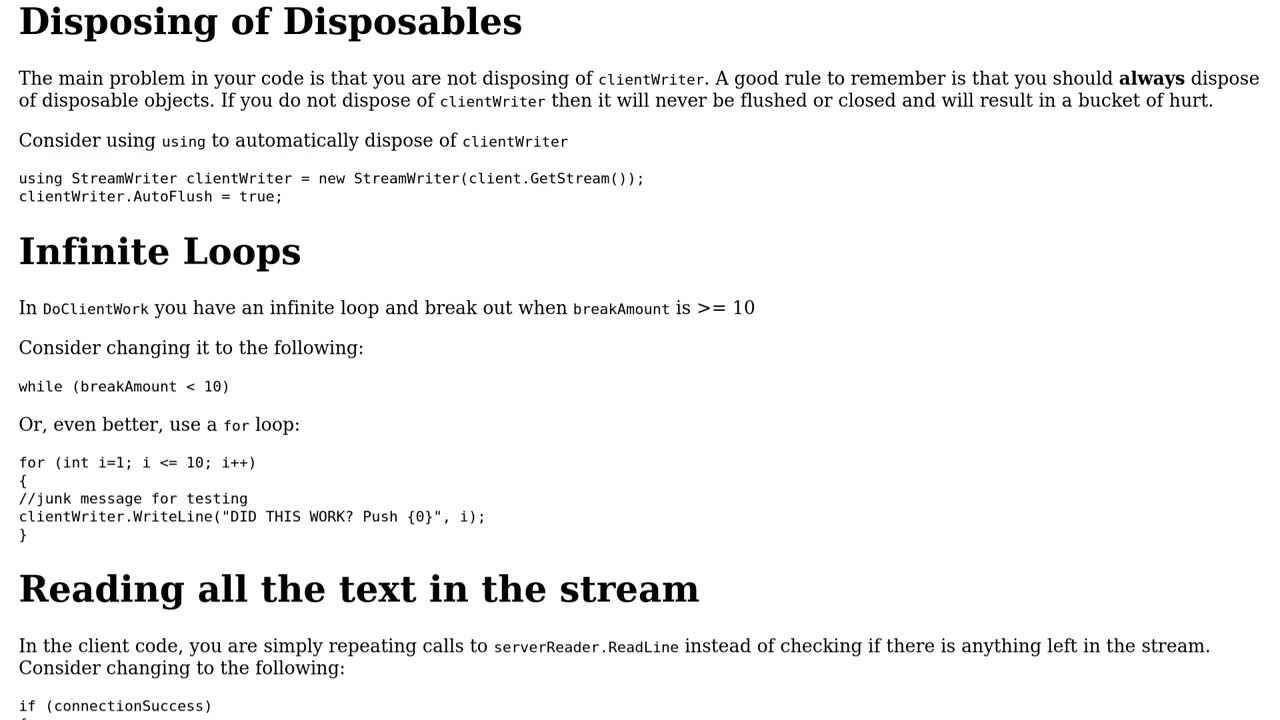 Disposing of Disposables
The main problem in your code is that you are not disposing of clientWriter. A good rule to remember is that you should always dispose
of disposable objects. If you do not dispose of clientWriter then it will never be flushed or closed and will result in a bucket of hurt.
Consider using using to automatically dispose of clientWriter
using StreamWriter clientWriter = new StreamWriter(client.GetStream());
clientWriter.AutoFlush = true;
Infinite Loops
In DoClientWork you have an infinite loop and break out when breakAmount is >= 10
Consider changing it to the following:
while (breakAmount < 10)
Or, even better, use a for loop:
for (int i=1; i <= 10; i++)
{
//junk message for testing
clientWriter.WriteLine("DID THIS WORK? Push {0}", i);
}
Reading all the text in the stream
In the client code, you are simply repeating calls to serverReader.ReadLine instead of checking if there is anything left in the stream.
Consider changing to the following:
if (connectionSuccess)